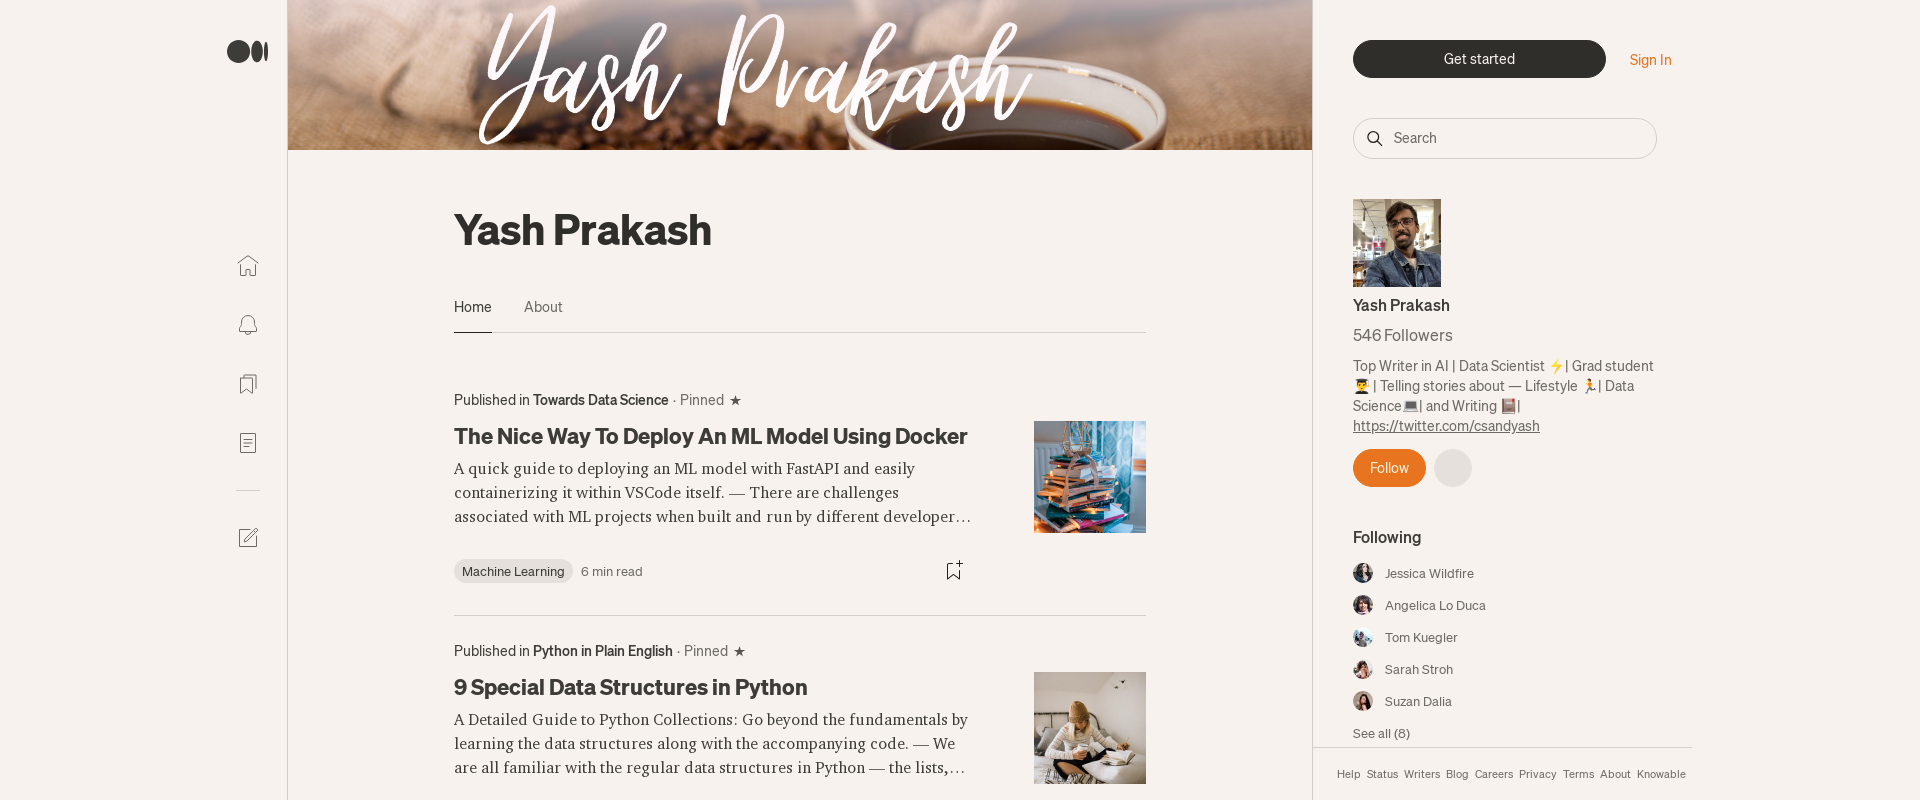 Yash Prakash
Get started
Sign In
Search
Yash Prakash
Home
About
Published in Towards Data Science · Pinned ★
The Nice Way To Deploy An ML Model Using Docker
A quick guide to deploying an ML model with FastAPI and easily
containerizing it within VSCode itself. — There are challenges
associated with ML projects when built and run by different developer…
Machine Learning
6 min read
Published in Python in Plain English · Pinned ★
9 Special Data Structures in Python
A Detailed Guide to Python Collections: Go beyond the fundamentals by
learning the data structures along with the accompanying code. — We
are all familiar with the regular data structures in Python — the lists,…
Yash Prakash
546 Followers
Top Writer in AI | Data Scientist ⚡| Grad student
👨‍🎓| Telling stories about — Lifestyle 🏃| Data
Science💻| and Writing 📔|
https://twitter.com/csandyash
Follow
Following
Jessica Wildfire
Angelica Lo Duca
Tom Kuegler
Sarah Stroh
Suzan Dalia
See all (8)
Help Status Writers Blog Careers Privacy Terms About Knowable